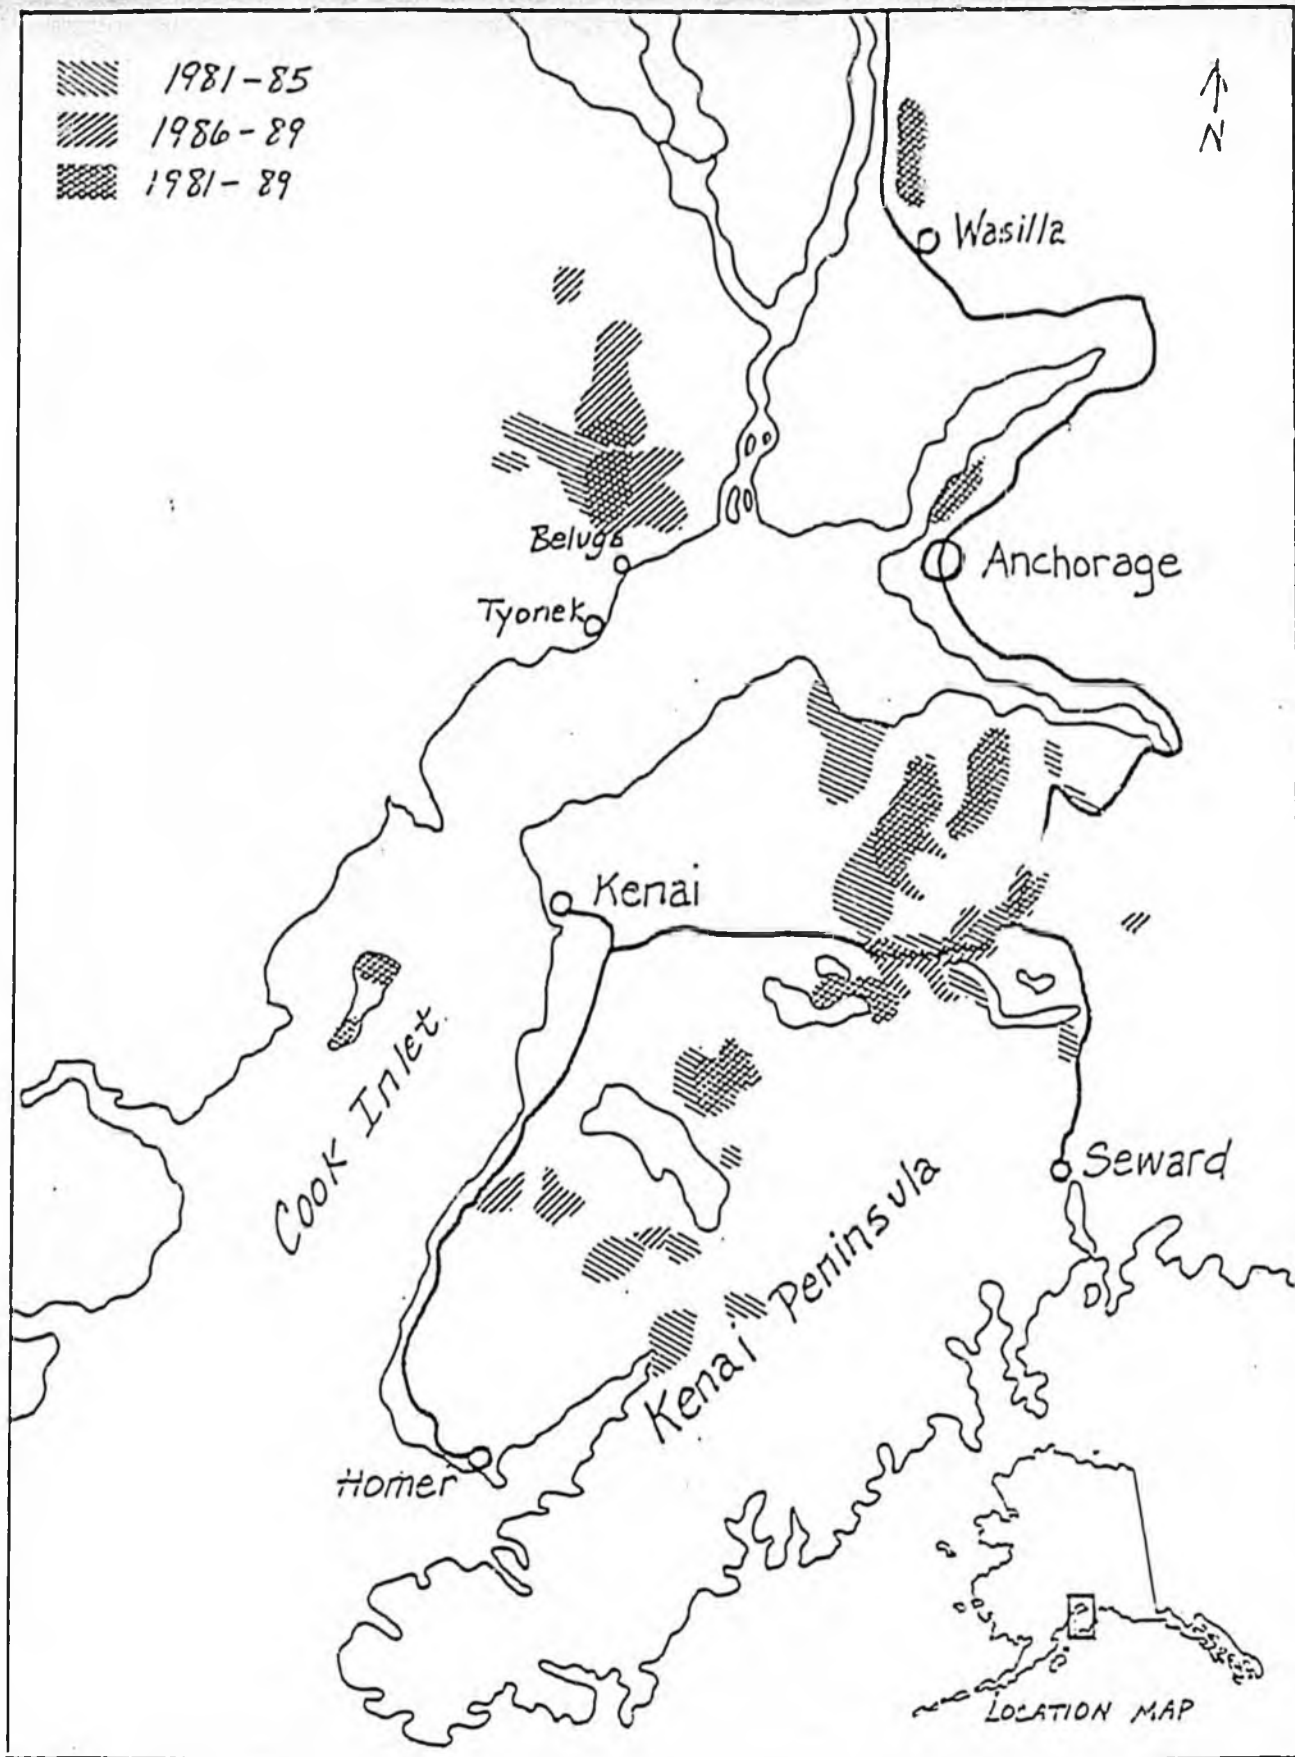 1981-85
1986-89
1981-89
N
Wasilla
Beluga
Anchorage
Tyonek
Kenai
Cook Inlet
Seward
Kenai Peninsula
Homer
LOCATION MAP